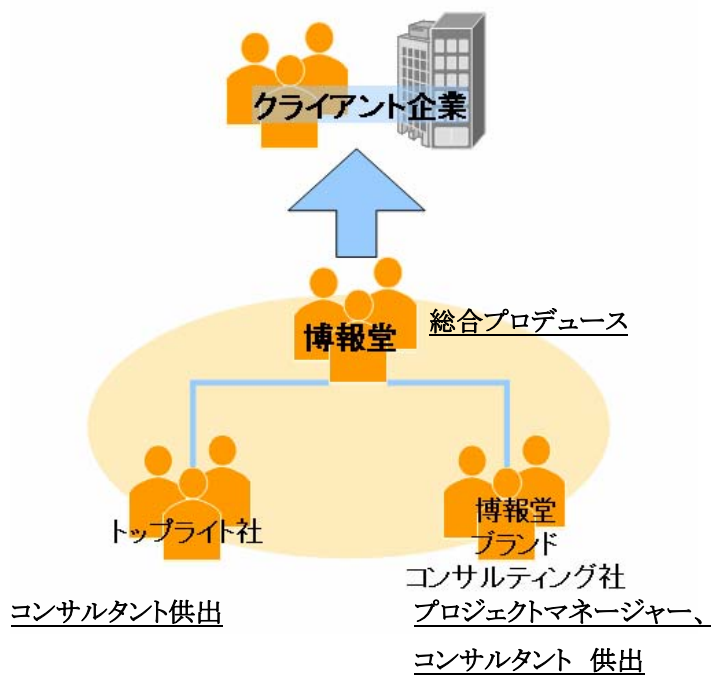 クライアント企業
博報堂
総合プロデュース
トップライト社
博報堂
ブランド
コンサルティング社
コンサルタント供出
プロジェクトマネージャー、
コンサルタント 供出